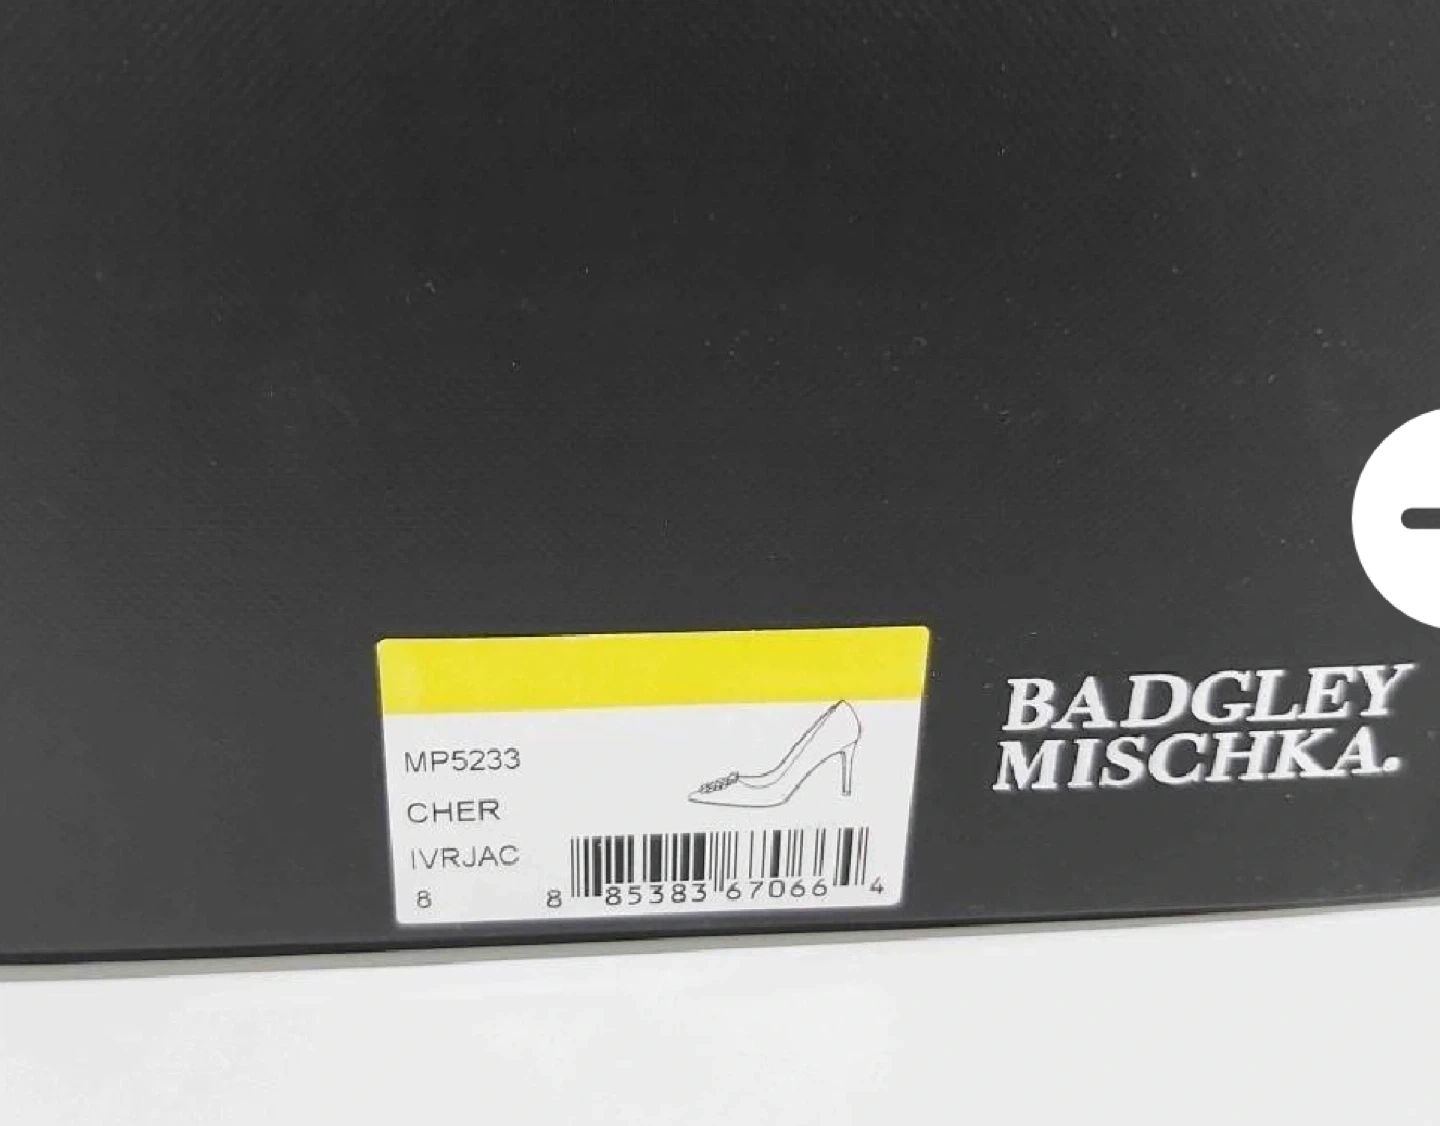 MP5233
CHER
IVRJAC
8
8 85383 67066 4
BADGLEY
MISCHKA.